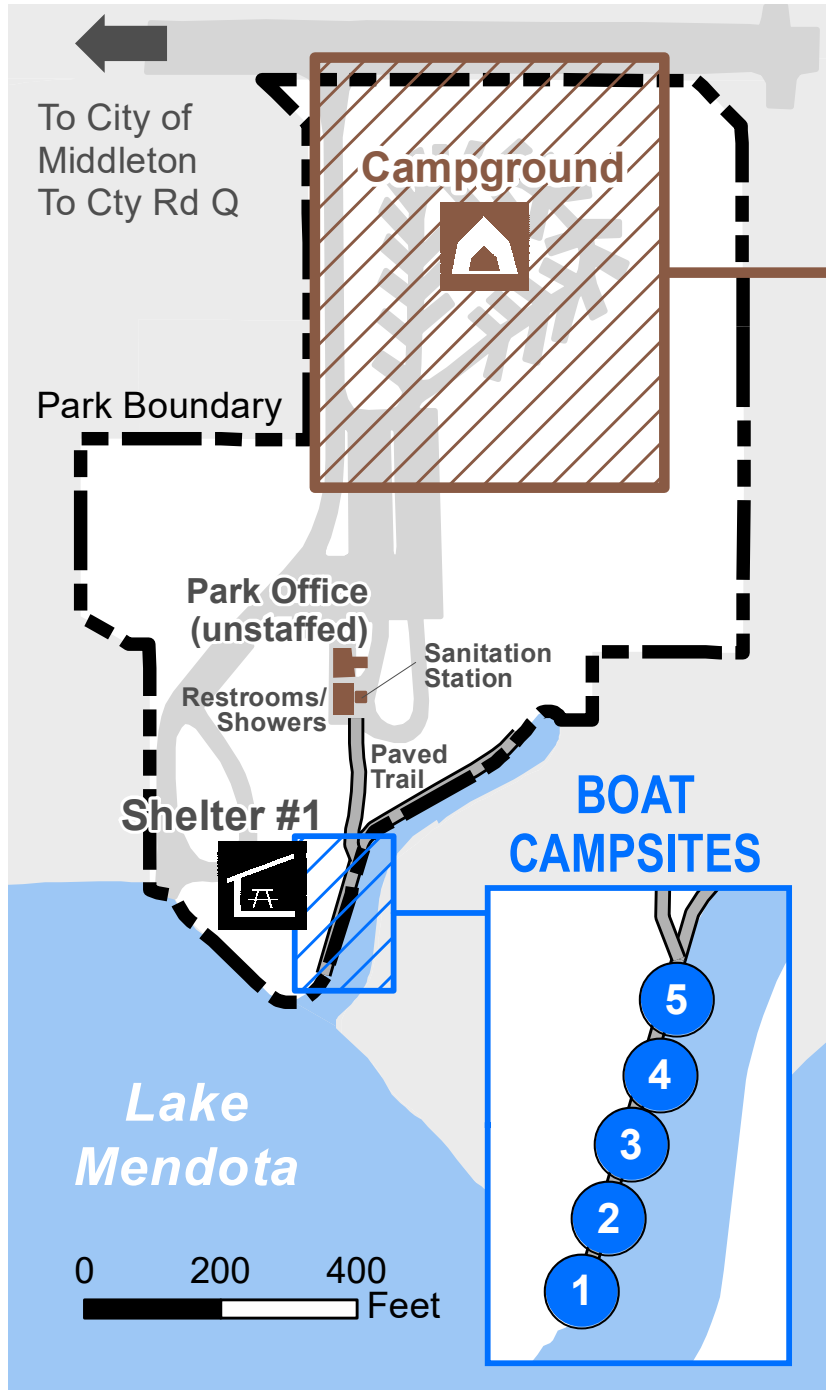 To City of
Middleton
To Cty Rd Q
Campground
Park Boundary
Park Office
(unstaffed)
Sanitation
Station
Restrooms/
Showers
Paved
Trail
Shelter #1
BOAT
CAMPSITES
5
4
3
2
1
Lake
Mendota
0 200 400
Feet